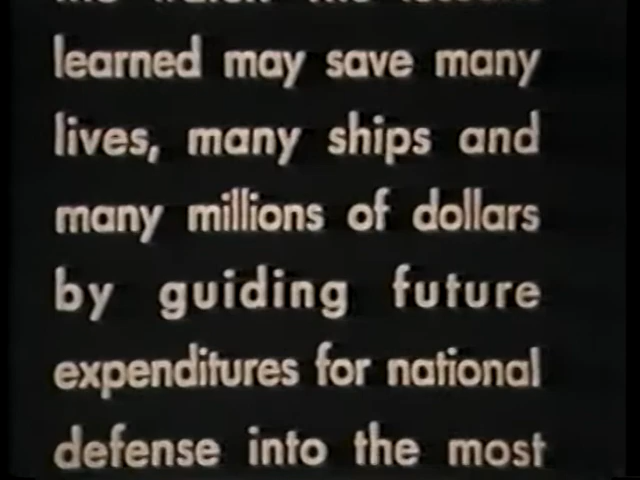 learned may save many
lives, many ships and
many millions of dollars
by guiding future
expenditures for national
defense into the most